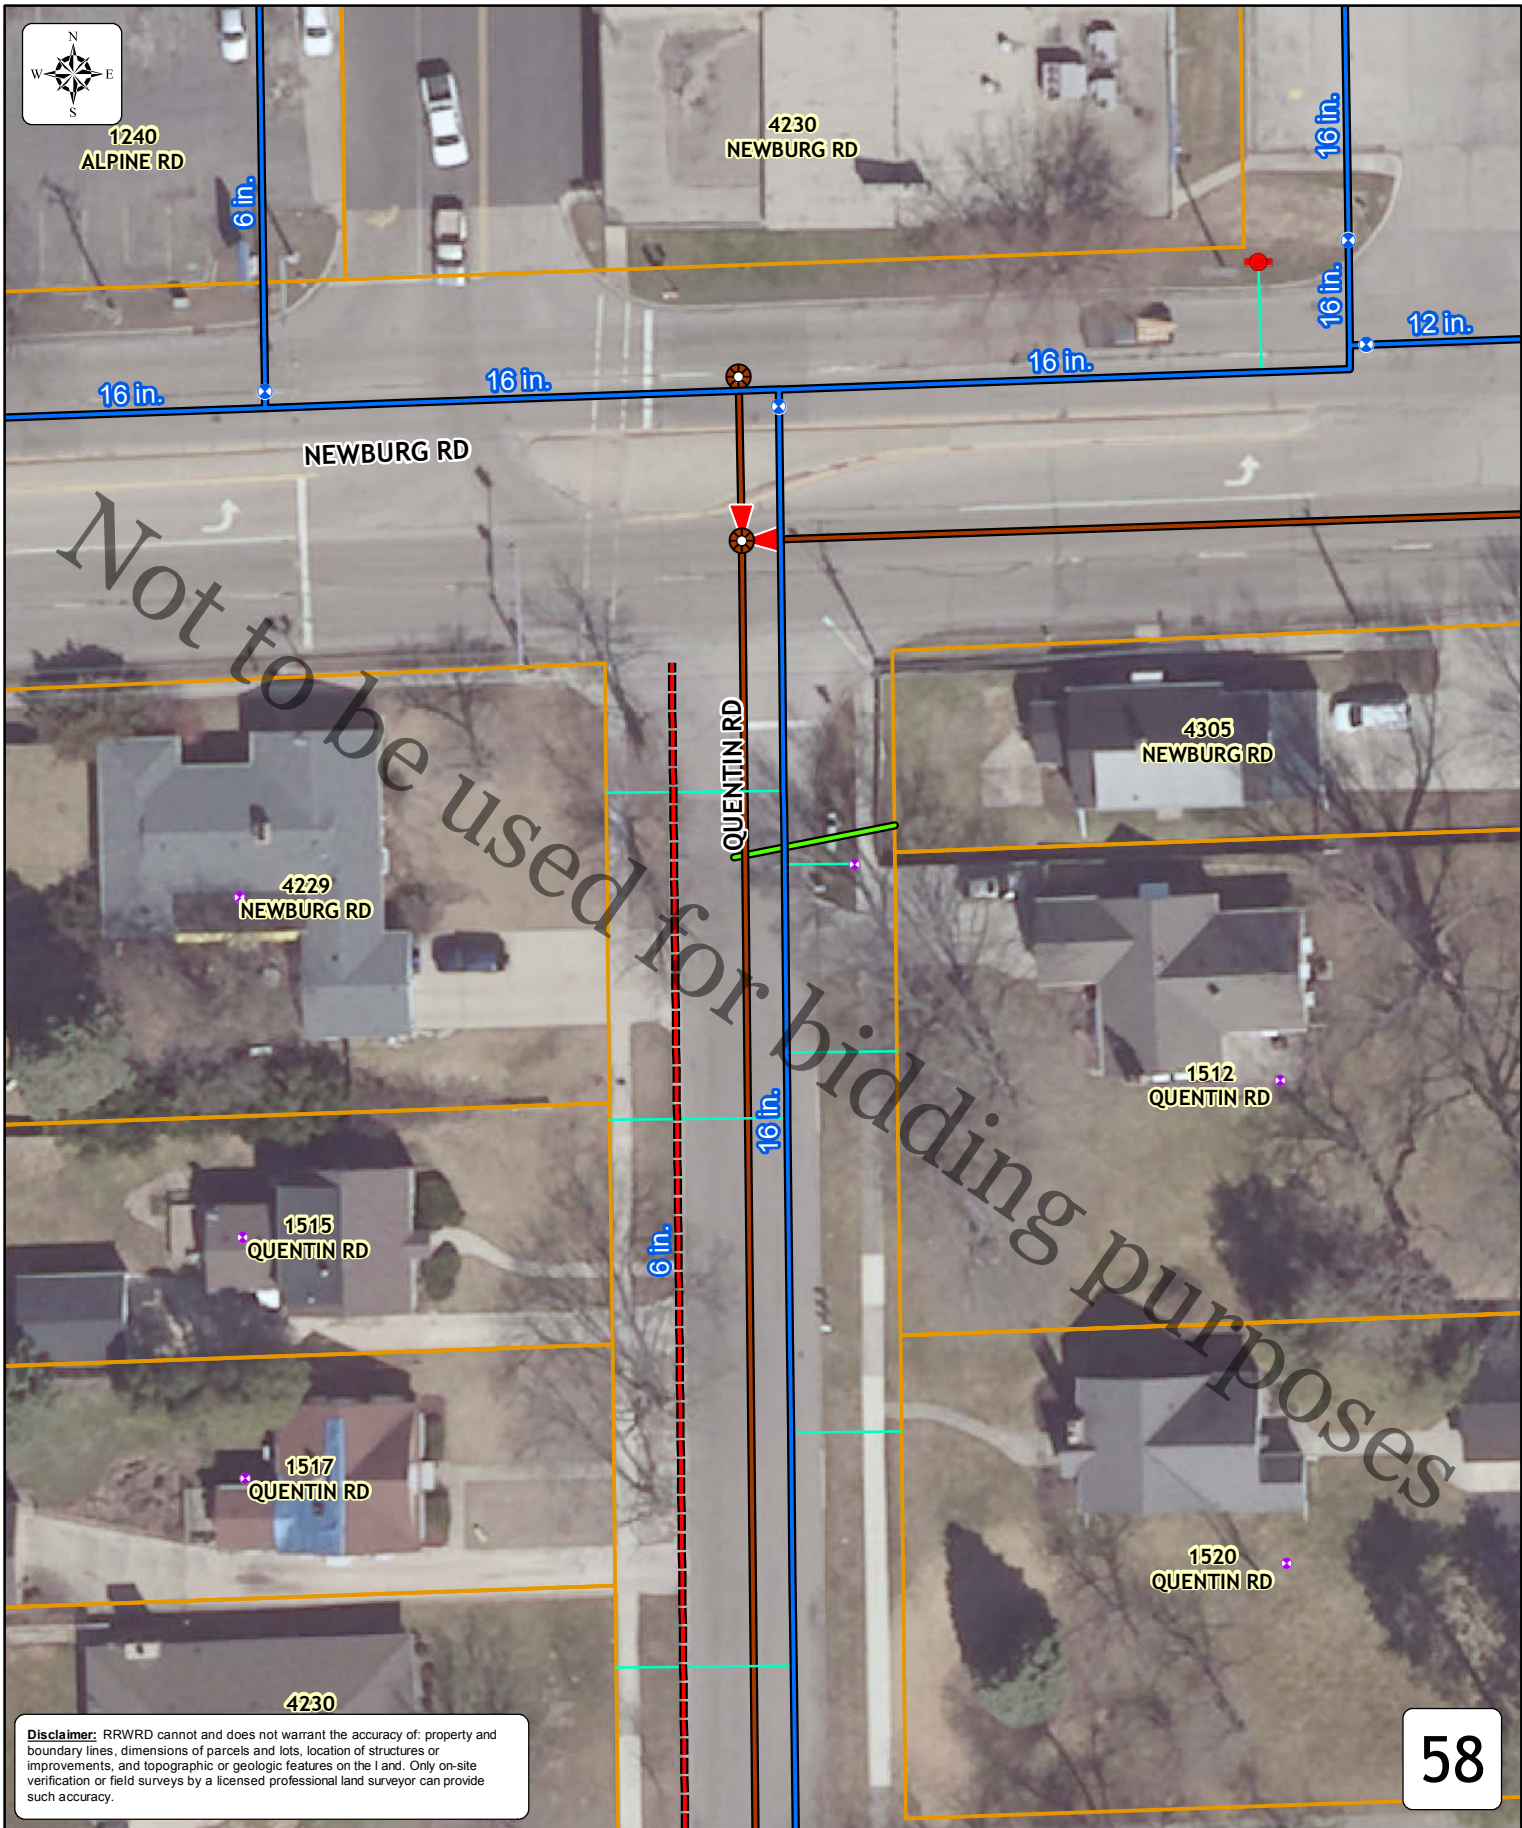 N
W E
S
1240
ALPINE RD
4230
NEWBURG RD
16 in.
6 in.
16 in.
12 in.
16 in.
16 in.
16 in.
NEWBURG RD
Not to be used for bidding purposes
QUENTIN RD
4305
NEWBURG RD
4229
NEWBURG RD
1512
QUENTIN RD
16 in.
1515
QUENTIN RD
6 in.
1517
QUENTIN RD
1520
QUENTIN RD
4230
Disclaimer: RRWRD cannot and does not warrant the accuracy of: property and
boundary lines, dimensions of parcels and lots, location of structures or
improvements, and topographic or geologic features on the l and. Only on-site
verification or field surveys by a licensed professional land surveyor can provide
such accuracy.
58